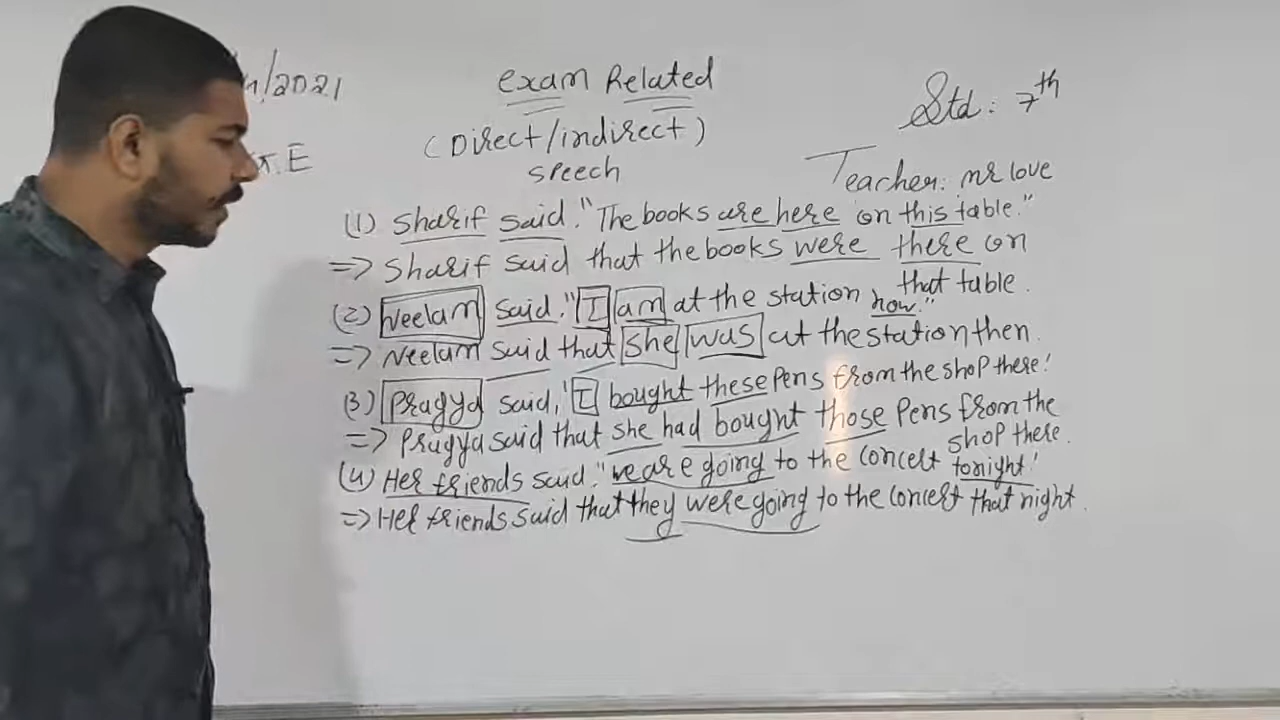 /2021
Exam Related
Std: 7th
(Direct/indirect)
speech
.E
Teacher: mr love
(1) Sharif said. "The books are here on this table."
=> Sharif said that the books were there on
that table.
(2) Neelam said. "I am at the station now."
=> Neelam said that she was at the station then.
(3) Pragya said, "I bought these pens from the shop there!
=> Pragya said that she had bought those pens from the
shop there.
(4) Her friends said. "we are going to the concert tonight!
=> Her friends said that they were going to the concert that night.